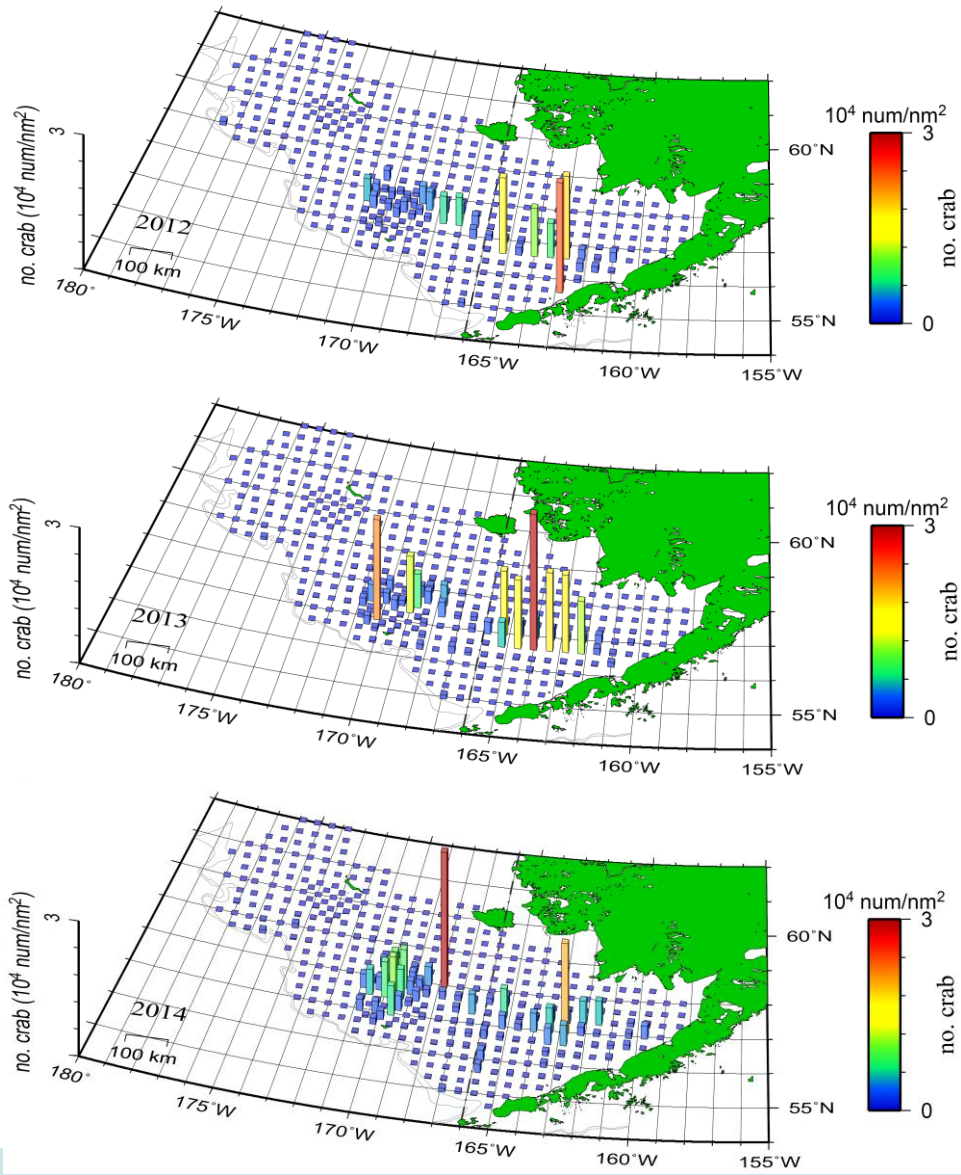 no. crab (10⁴ num/nm²)
3
2012
100 km
180°
175°W
170°W
165°W
160°W
155°W
55°N
60°N
10⁴ num/nm²
3
0
no. crab
no. crab (10⁴ num/nm²)
3
2013
100 km
180°
175°W
170°W
165°W
160°W
155°W
55°N
60°N
10⁴ num/nm²
3
0
no. crab
no. crab (10⁴ num/nm²)
3
2014
100 km
180°
175°W
170°W
165°W
160°W
155°W
55°N
60°N
10⁴ num/nm²
3
0
no. crab